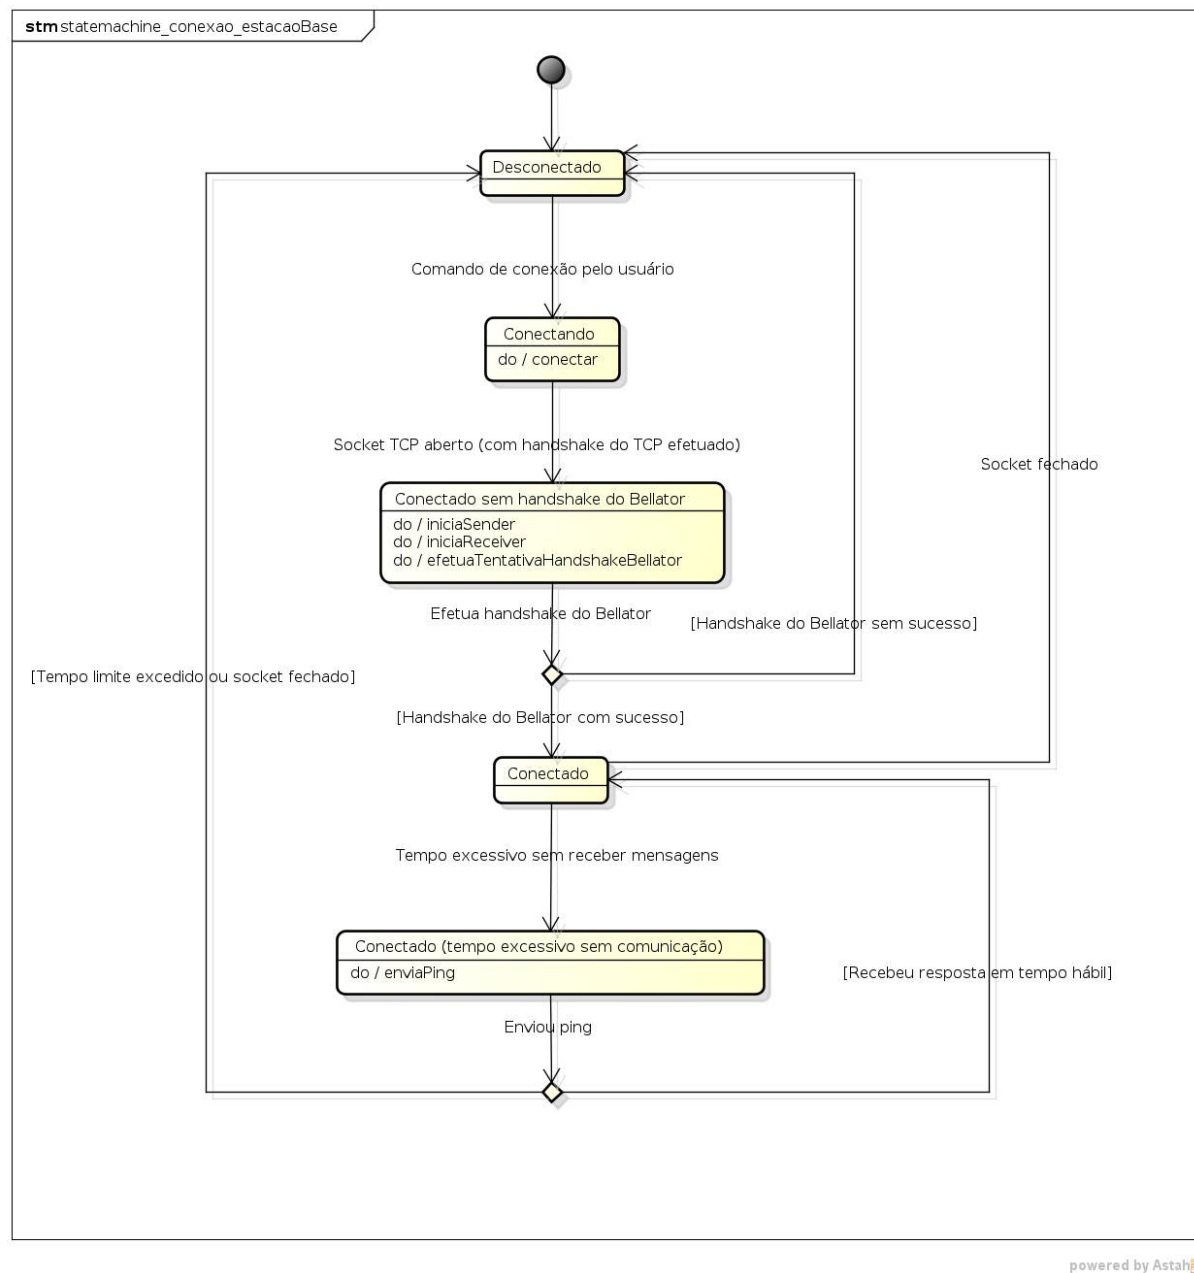 stm statemachine_conexao_estacaoBase
Desconectado
Comando de conexão pelo usuário
Conectando
do / conectar
Socket TCP aberto (com handshake do TCP efetuado)
Socket fechado
Conectado sem handshake do Bellator
do / iniciaSender
do / iniciaReceiver
do / efetuaTentativaHandshakeBellator
Efetua handshake do Bellator
[Handshake do Bellator sem sucesso]
[Tempo limite excedido ou socket fechado]
[Handshake do Bellator com sucesso]
Conectado
Tempo excessivo sem receber mensagens
Conectado (tempo excessivo sem comunicação)
do / enviaPing
[Recebeu resposta em tempo hábil]
Enviou ping
powered by Astah